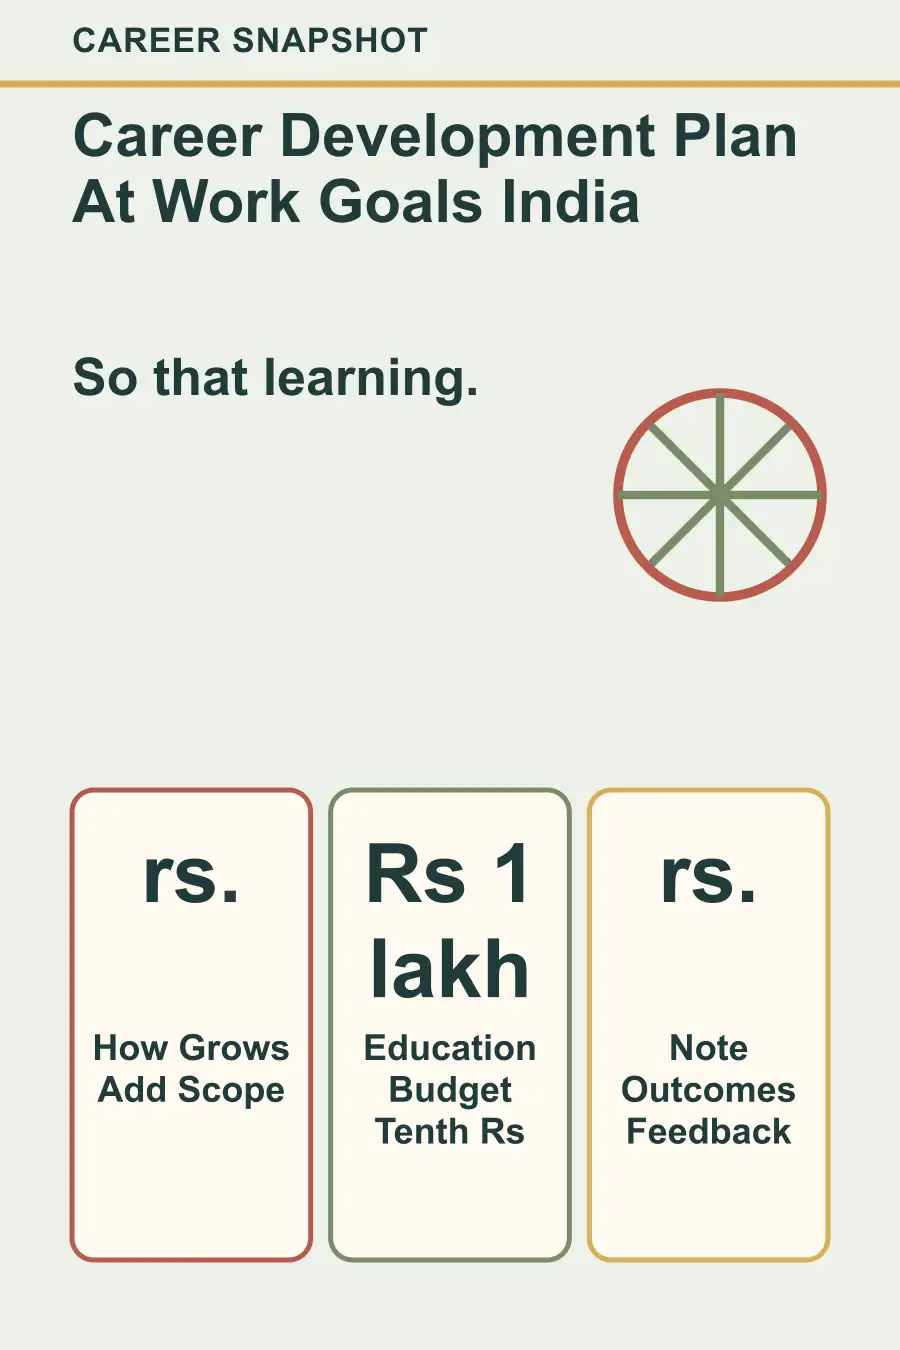 CAREER SNAPSHOT
Career Development Plan
At Work Goals India
So that learning.
rs.
How Grows
Add Scope
Rs 1
lakh
Education
Budget
Tenth Rs
rs.
Note
Outcomes
Feedback